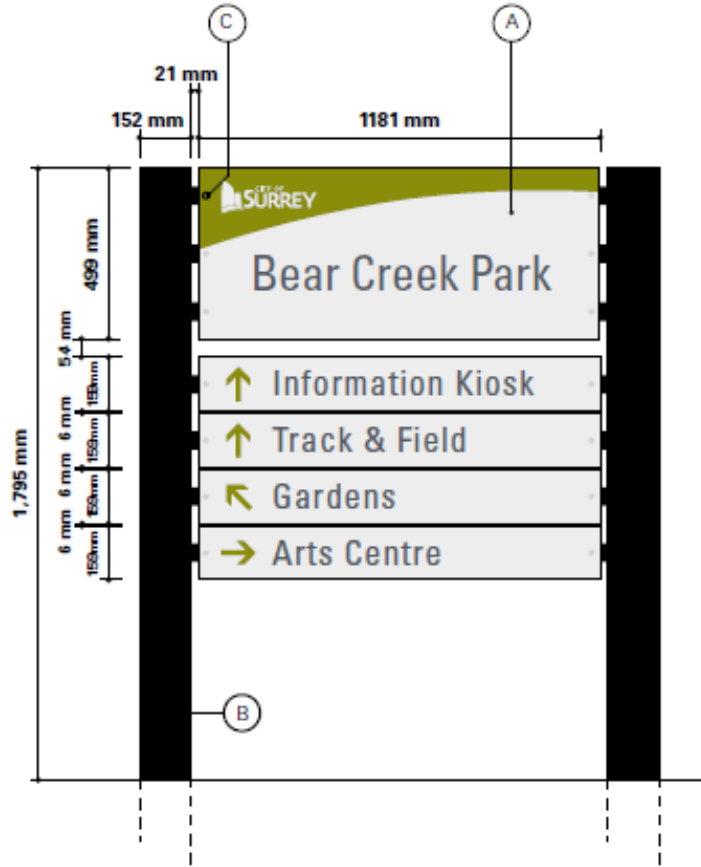 C
A
21 mm
152 mm
1181 mm
CITY OF
SURREY
Bear Creek Park
499 mm
54 mm
159mm
Information Kiosk
6 mm
159mm
Track & Field
6 mm
159mm
Gardens
6 mm
159mm
Arts Centre
1,795 mm
B